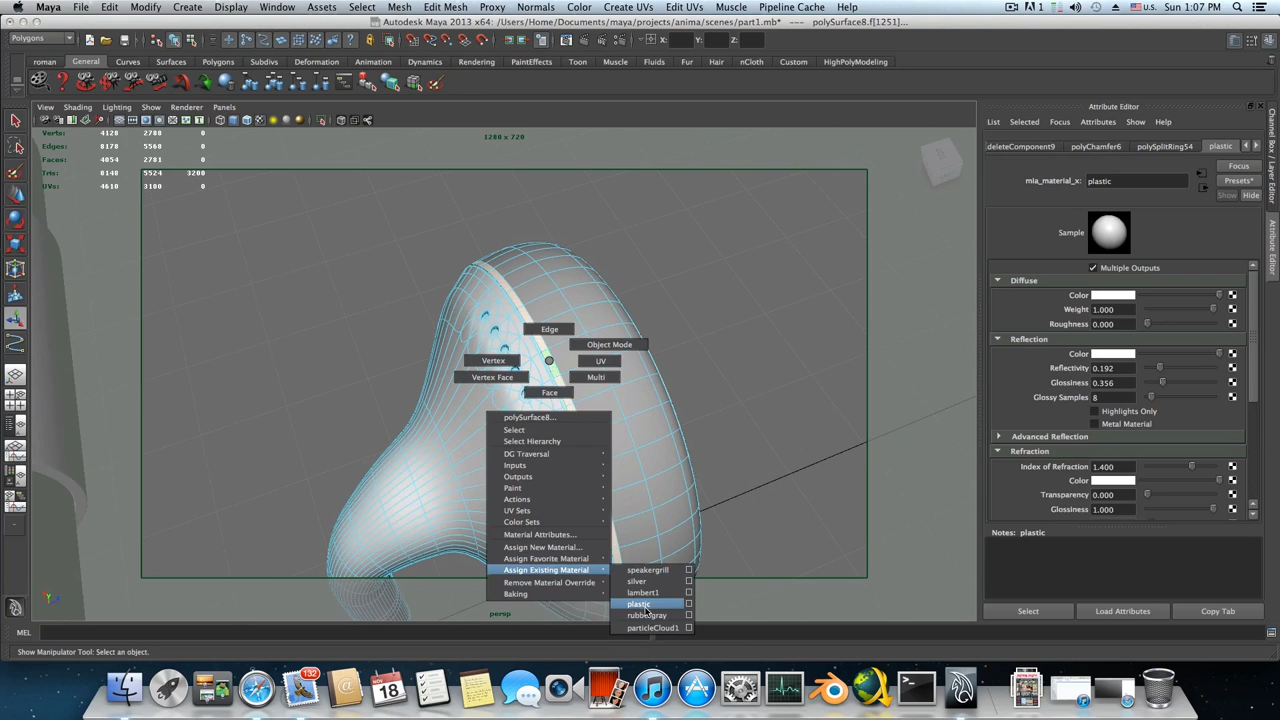 Maya File Edit Modify Create Display Window Assets Select Mesh Edit Mesh Proxy Normals Color Create UVs Edit UVs Muscle Pipeline Cache 1 U.S. Sun 1:07 PM
Autodesk Maya 2013 x64: /Users/Home/Documents/maya/projects/anima/scenes/part1.mb* --- polySurface8.f[1251]...
Polygons X: Y: Z:
roman General Curves Surfaces Polygons Subdivs Deformation Animation Dynamics Rendering PaintEffects Toon Muscle Fluids Fur Hair nCloth Custom HighPolyModeling
View Shading Lighting Show Renderer Panels
Attribute Editor
List Selected Focus Attributes Show Help
Verts: 4128 2780 0
Edges: 8178 5568 0
Faces: 4054 2781 0
Tris: 8148 5524 3200
UVs: 4610 3100 0
1280 x 720
.deleteComponent9 polyChamfer6 polySplitRing54 plastic
Focus
mia_material_x: plastic
Presets*
Show Hide
Sample
Multiple Outputs
Diffuse
Color
Weight 1.000
Roughness 0.000
Reflection
Color
Reflectivity 0.192
Glossiness 0.356
Glossy Samples 8
Highlights Only
Metal Material
Advanced Reflection
Refraction
Index of Refraction 1.400
Color
Transparency 0.000
Glossiness 1.000
Notes: plastic
Select Load Attributes Copy Tab
Channel Box / Layer Editor
Attribute Editor
Edge
Object Mode
Vertex UV
Vertex Face Multi
Face
polySurface8...
Select
Select Hierarchy
DG Traversal
Inputs
Outputs
Paint
Actions
UV Sets
Color Sets
Material Attributes...
Assign New Material...
Assign Favorite Material
Assign Existing Material
Remove Material Override
Baking
speakergrill
silver
lambert1
plastic
particleCloud1
persp
MEL
Show Manipulator Tool: Select an object.
132
NOV
18